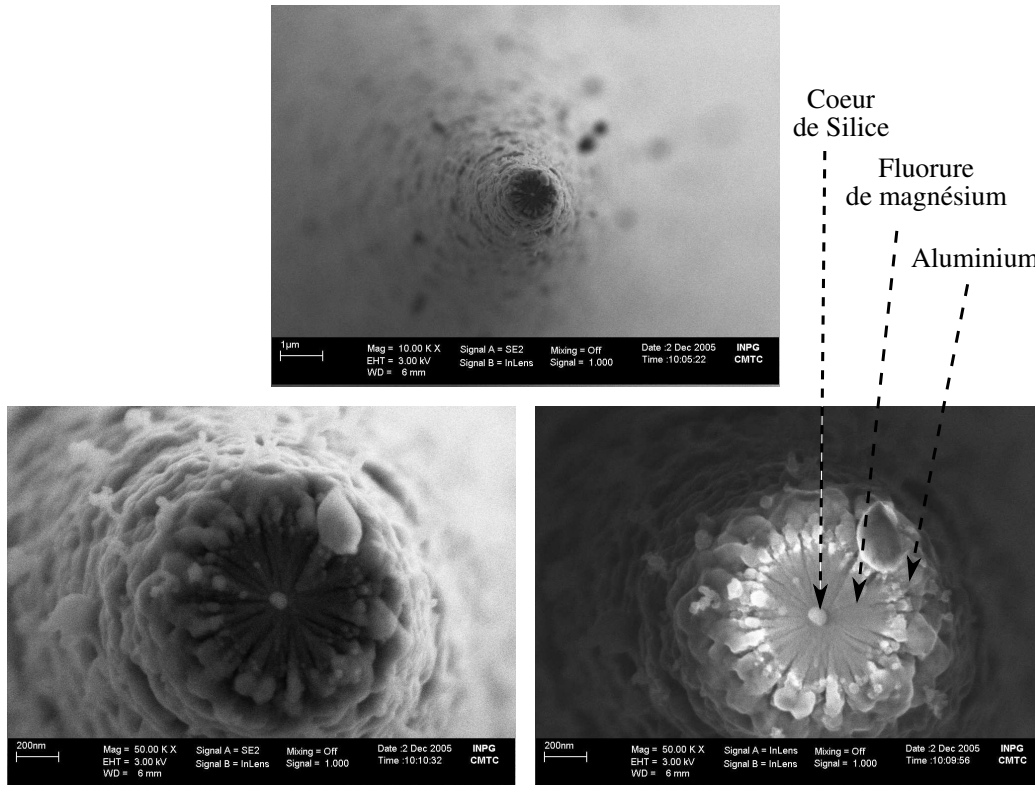 Coeur
de Silice
Fluorure
de magnésium
Aluminium
1µm
Mag = 10.00 K X
EHT = 3.00 kV
WD = 6 mm
Signal A = SE2
Signal B = InLens
Mixing = Off
Signal = 1.000
Date :2 Dec 2005
Time :10:05:22
INPG
CMTC
200nm
Mag = 50.00 K X
EHT = 3.00 kV
WD = 6 mm
Signal A = SE2
Signal B = InLens
Mixing = Off
Signal = 1.000
Date :2 Dec 2005
Time :10:10:32
INPG
CMTC
200nm
Mag = 50.00 K X
EHT = 3.00 kV
WD = 6 mm
Signal A = InLens
Signal B = InLens
Mixing = Off
Signal = 1.000
Date :2 Dec 2005
Time :10:09:56
INPG
CMTC